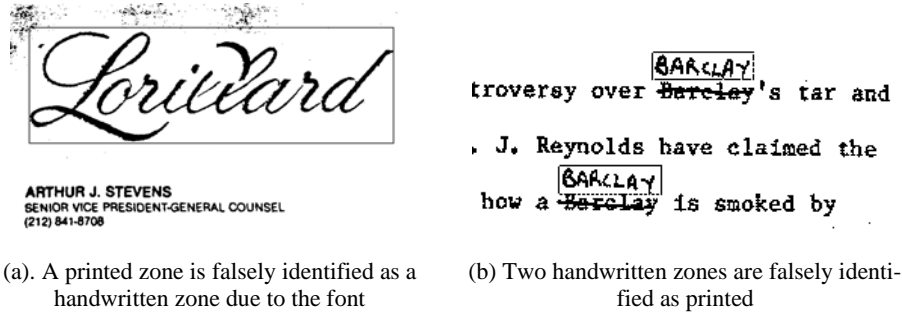 Lorillard
ARTHUR J. STEVENS
SENIOR VICE PRESIDENT-GENERAL COUNSEL
(212) 841-8708
(a). A printed zone is falsely identified as a
handwritten zone due to the font
BARCLAY
troversy over Barclay's tar and
. J. Reynolds have claimed the
BARCLAY
how a Barclay is smoked by
(b) Two handwritten zones are falsely identi-
fied as printed